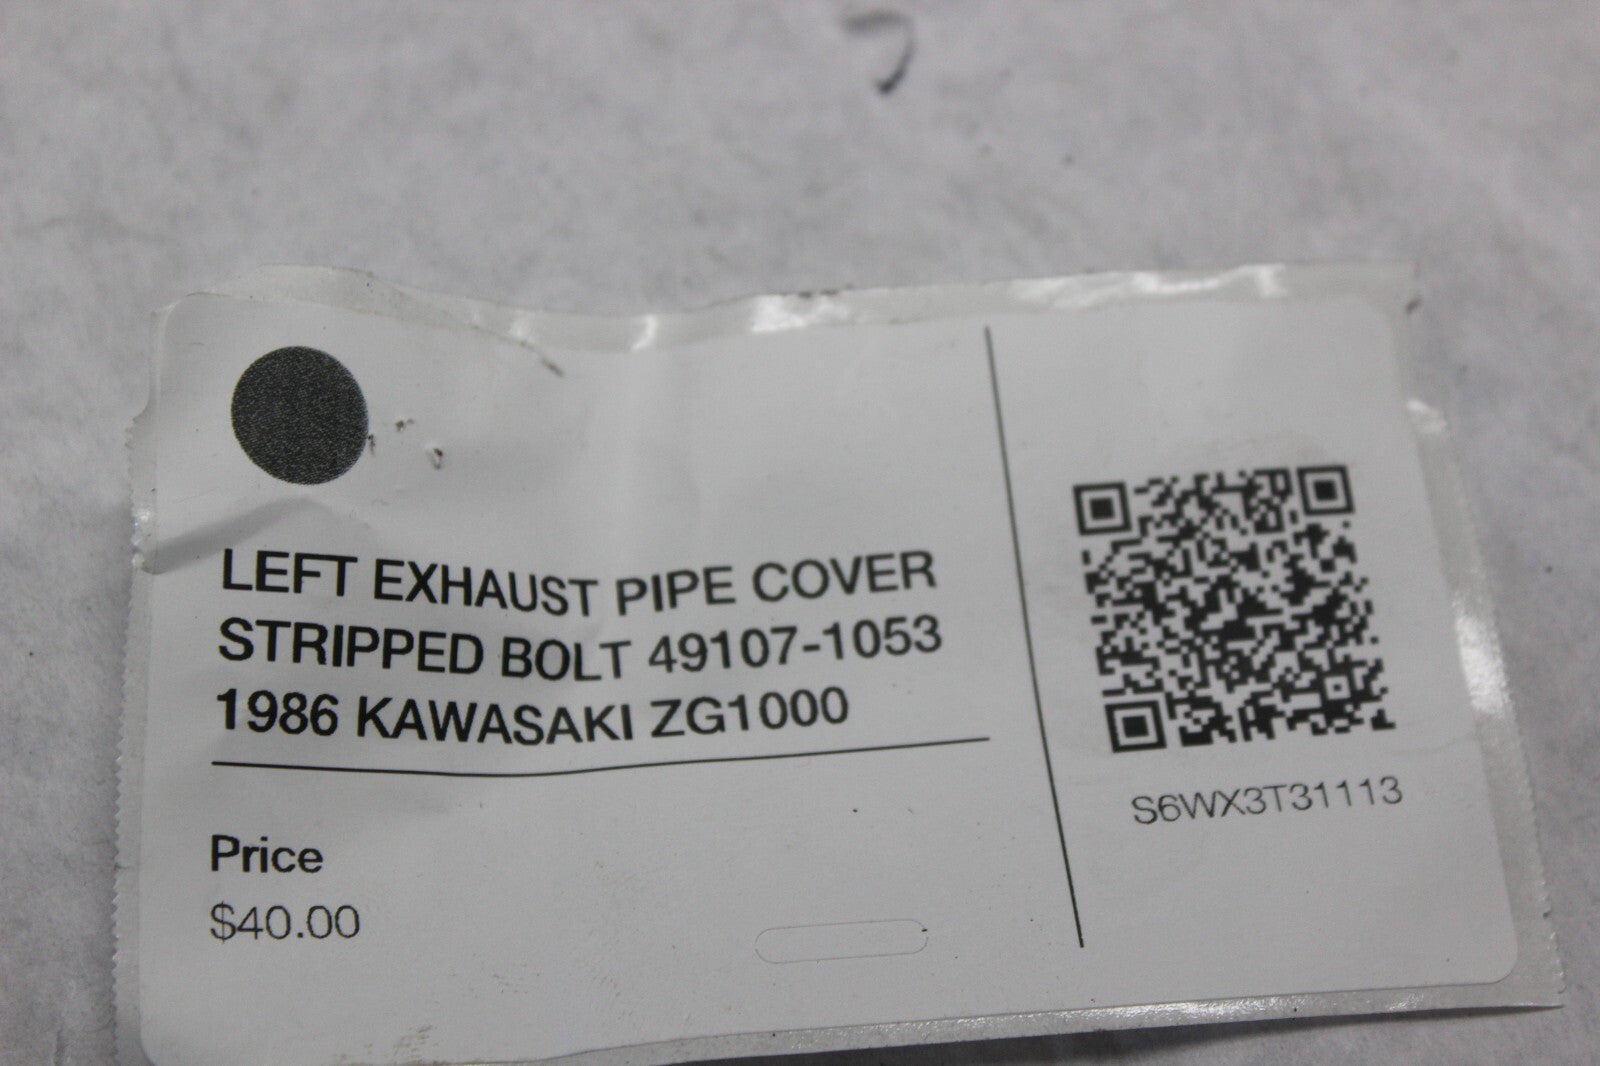 LEFT EXHAUST PIPE COVER
STRIPPED BOLT 49107-1053
1986 KAWASAKI ZG1000
Price
$40.00
S6WX3T31113